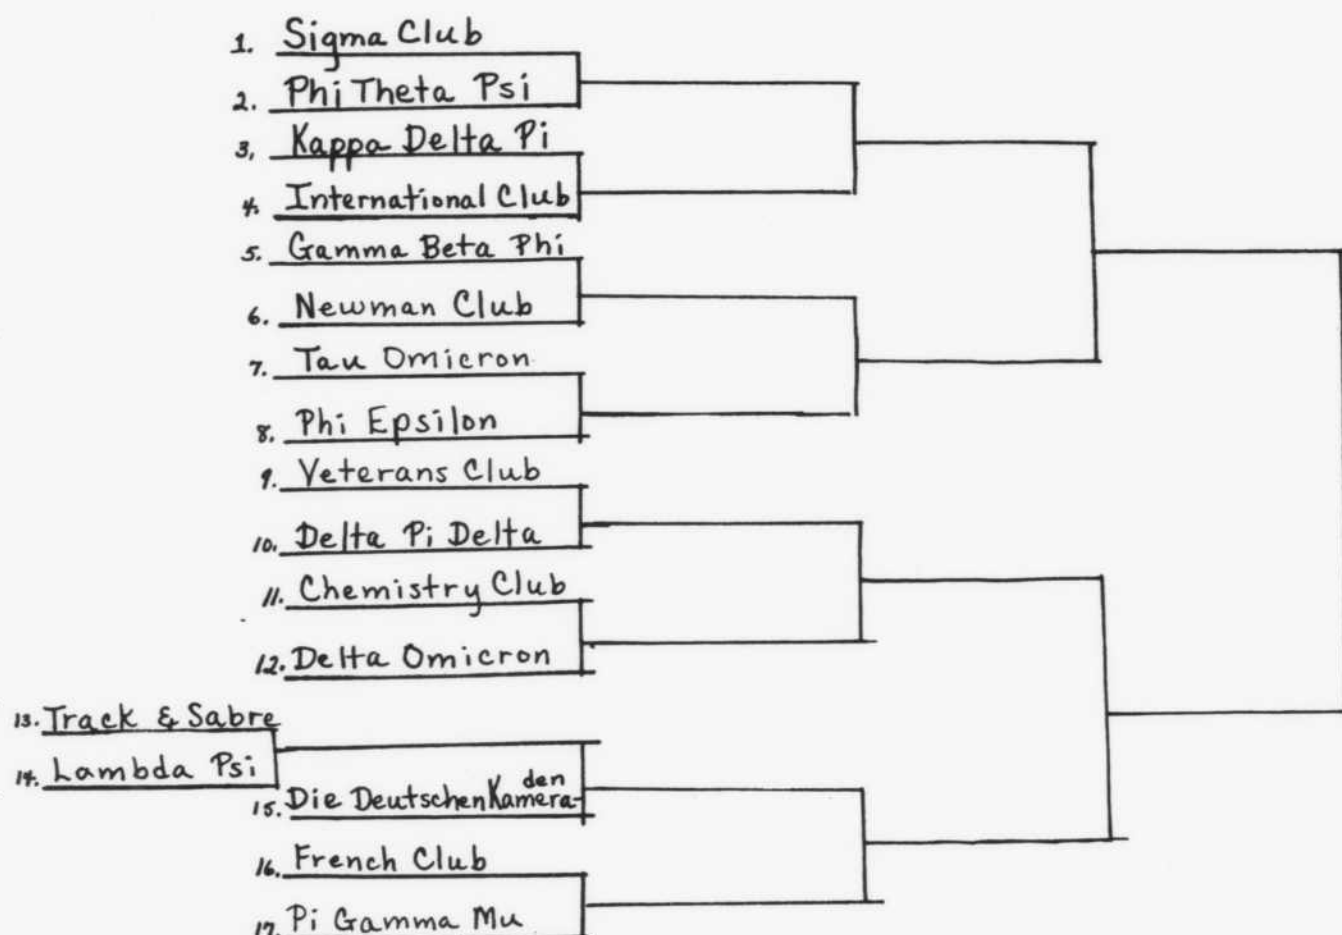 1. Sigma Club
2. Phi Theta Psi
3. Kappa Delta Pi
4. International Club
5. Gamma Beta Phi
6. Newman Club
7. Tau Omicron
8. Phi Epsilon
9. Veterans Club
10. Delta Pi Delta
11. Chemistry Club
12. Delta Omicron
13. Track & Sabre
14. Lambda Psi
15. Die Deutschen Kamera-
den
16. French Club
17. Pi Gamma Mu